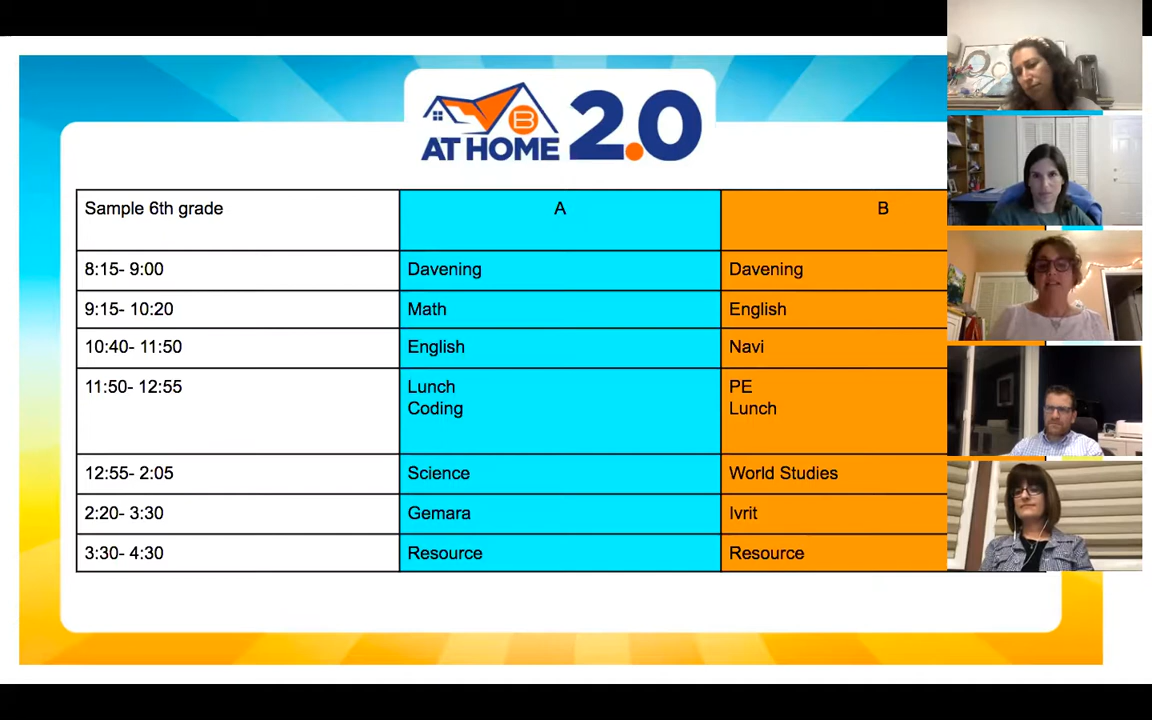 B
AT HOME 2.0
Sample 6th grade A B
8:15- 9:00 Davening Davening
9:15- 10:20 Math English
10:40- 11:50 English Navi
11:50- 12:55 Lunch PE
Coding Lunch
12:55- 2:05 Science World Studies
2:20- 3:30 Gemara Ivrit
3:30- 4:30 Resource Resource